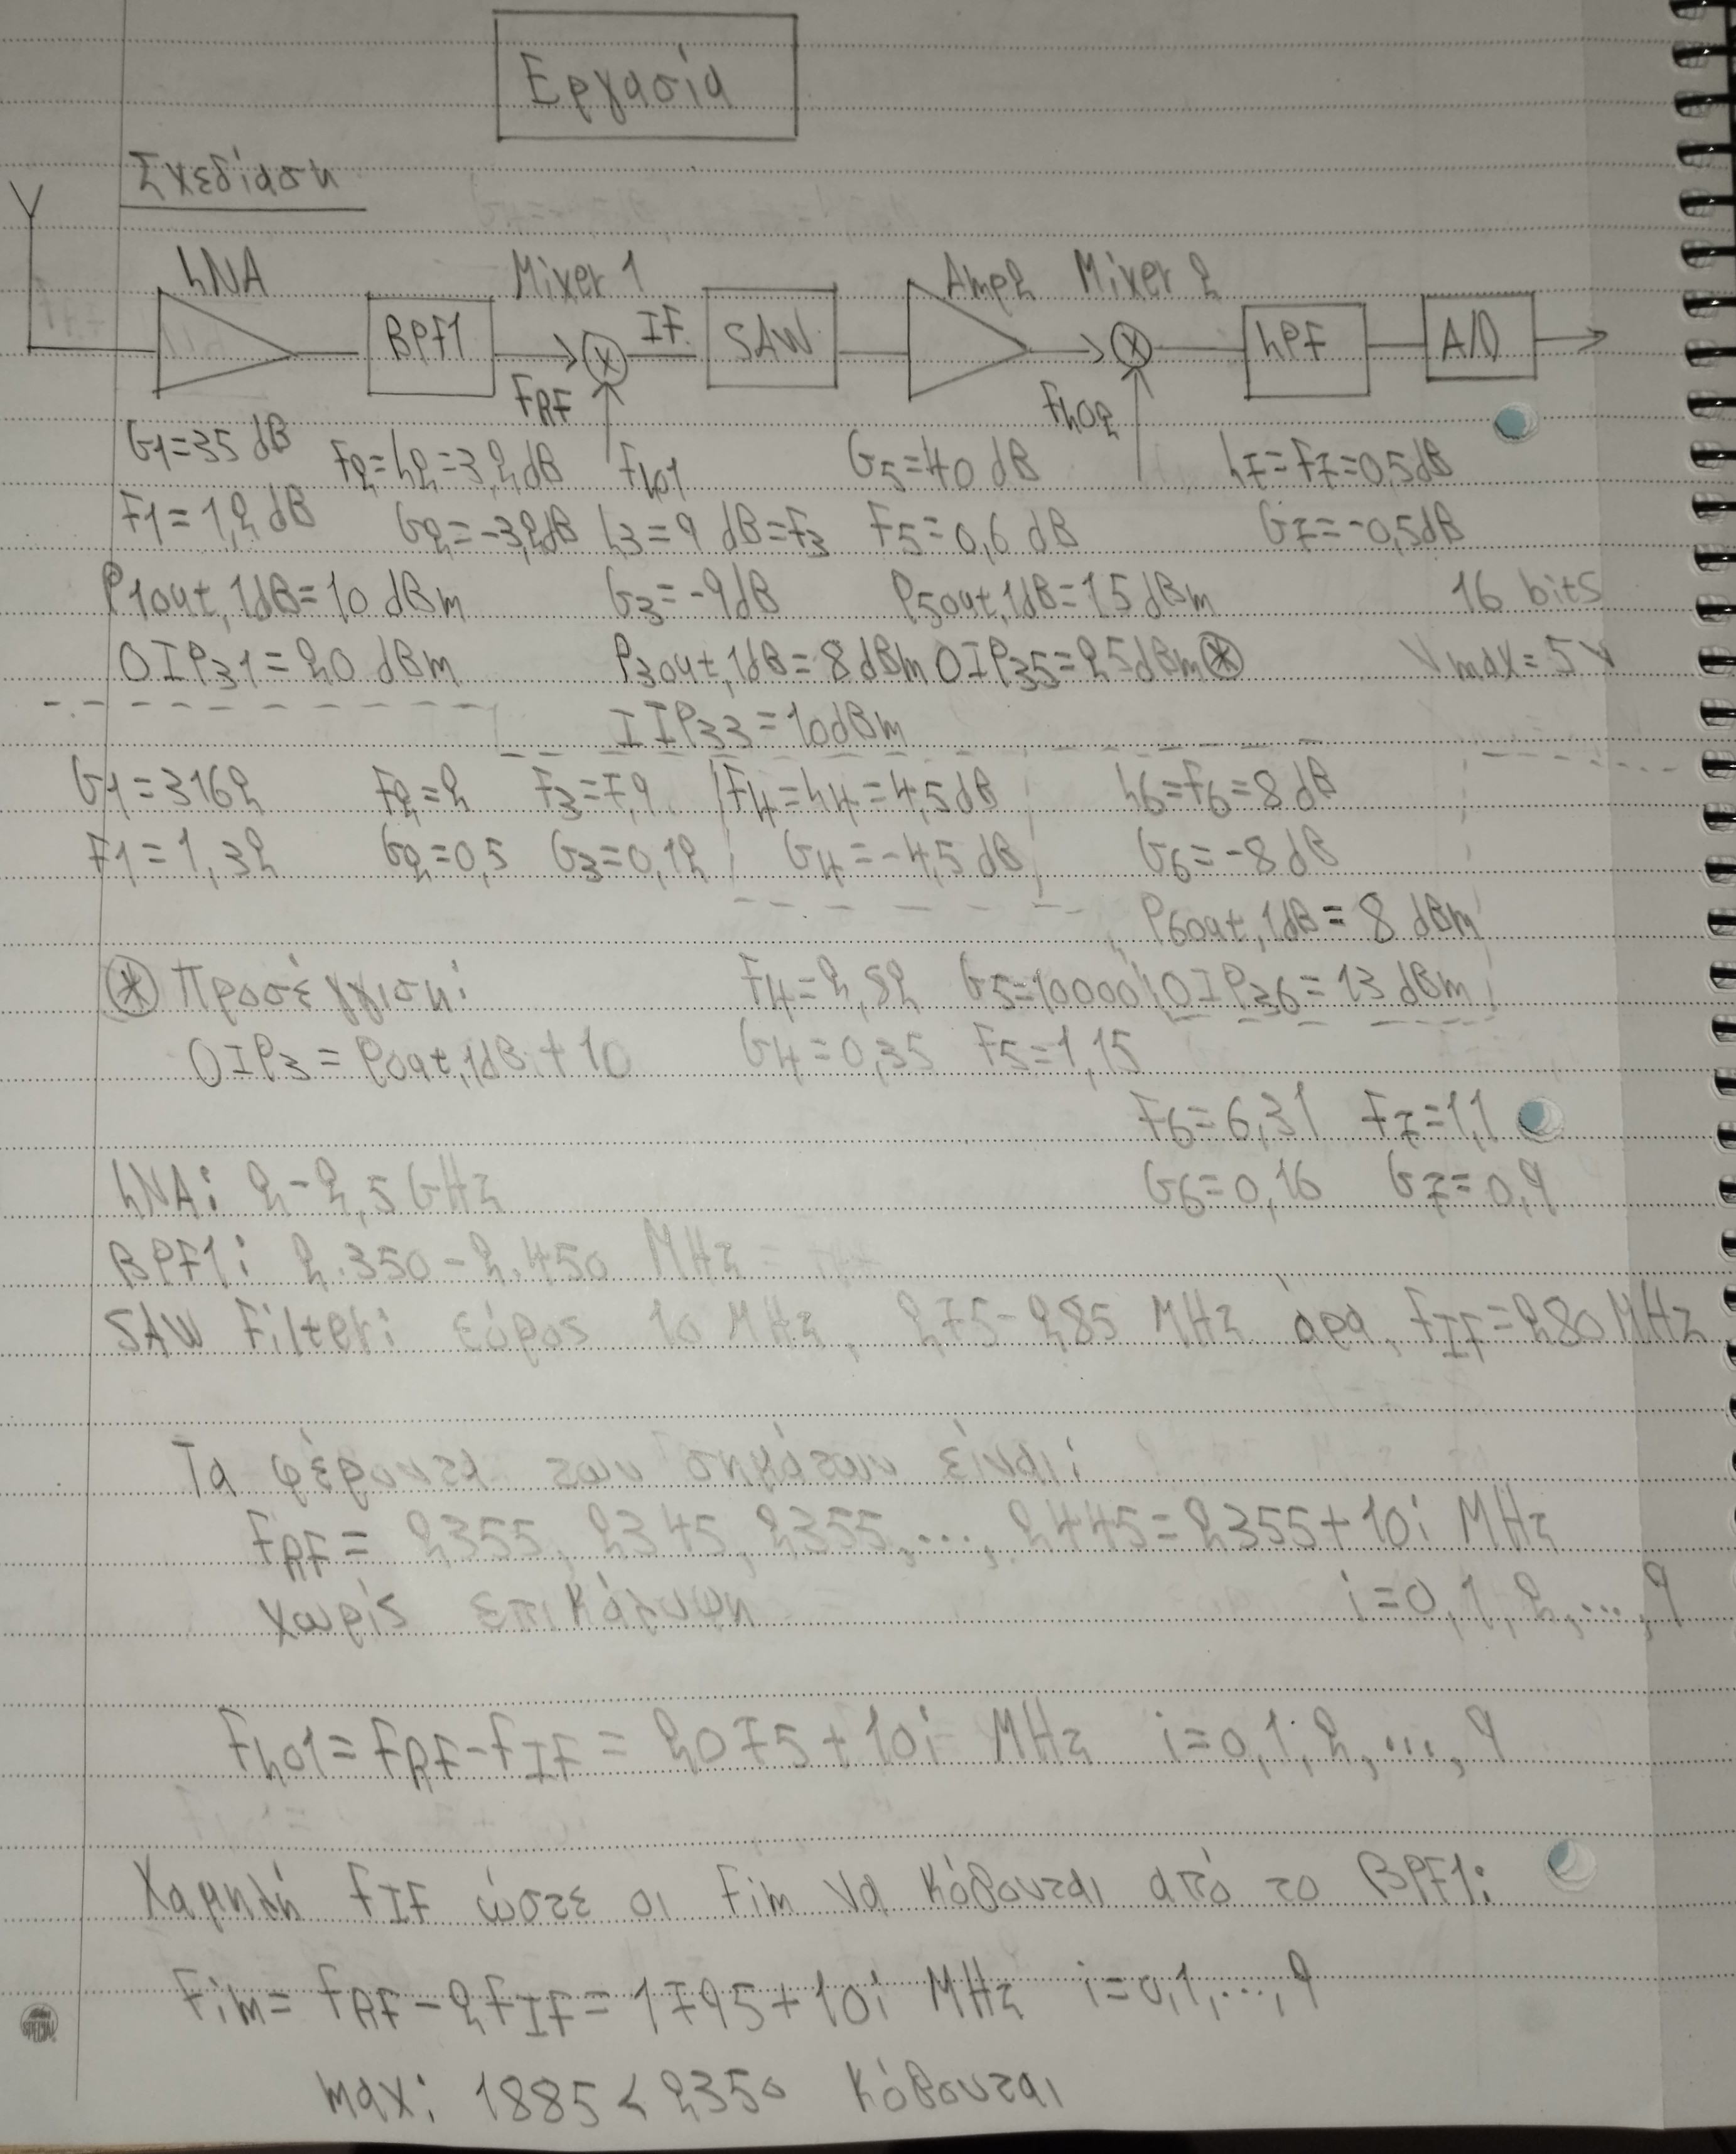 Εργασία
Σχεδίαση
LNA Mixer 1 Amp2 Mixer 2
BPF1 IF SAW LPF A/D
FRF FLO2
G1=35 dB F2=L2=3,2dB FLO1 G5=40 dB L7=F7=0,5dB
F1=1,2 dB G2=-3,2dB L3=9 dB=F3 F5=0,6 dB G7=-0,5dB
P1out,1dB=10 dBm G3=-9dB P5out,1dB=15 dBm 16 bits
OIP31=20 dBm P3out,1dB=8 dBm OIP35=25dBm* Vmax=5V
IIP33=10dBm
G1=3162 F2=2 F3=7,9 F4=L4=4,5dB L6=F6=8 dB
F1=1,32 G2=0,5 G3=0,12 G4=-4,5 dB G6=-8 dB
P6out,1dB=8 dBm
* Προσέγγιση: F4=2,82 G5=10000 OIP36=13 dBm
OIP3=Pout,1dB+10 G4=0,35 F5=1,15
F6=6,31 F7=1,1
LNA: 2-2,5 GHz G6=0,16 G7=0,9
BPF1: 2.350-2.450 MHz
SAW Filter: εύρος 10 MHz, 275-285 MHz άρα FIF=280MHz
Τα φέροντα των σημάτων είναι:
FRF= 2355, 2345, 2355,..., 2445=2355+10i MHz
χωρίς επικάλυψη i=0,1,2,...,9
FLO1=FRF-FIF=2075+10i MHz i=0,1,2,...,9
Χαμηλή FIF ώστε οι Fim να κόβονται από το BPF1:
Fim= FRF-2FIF=1795+10i MHz i=0,1,...,9
max: 1885<2350 κόβονται
SPECIAL